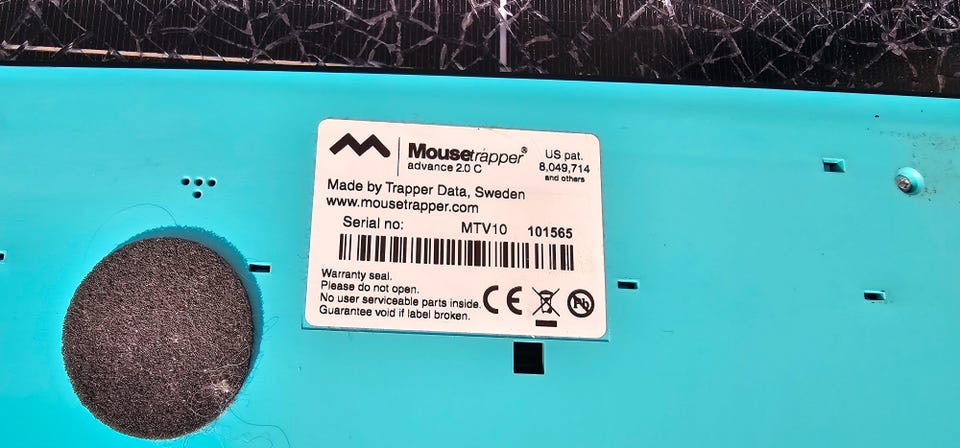 Mousetrapper®
advance 2.0 C
US pat.
8,049,714
and others
Made by Trapper Data, Sweden
www.mousetrapper.com
Serial no: MTV10 101565
Warranty seal.
Please do not open.
No user serviceable parts inside.
Guarantee void if label broken.
CE
Pb